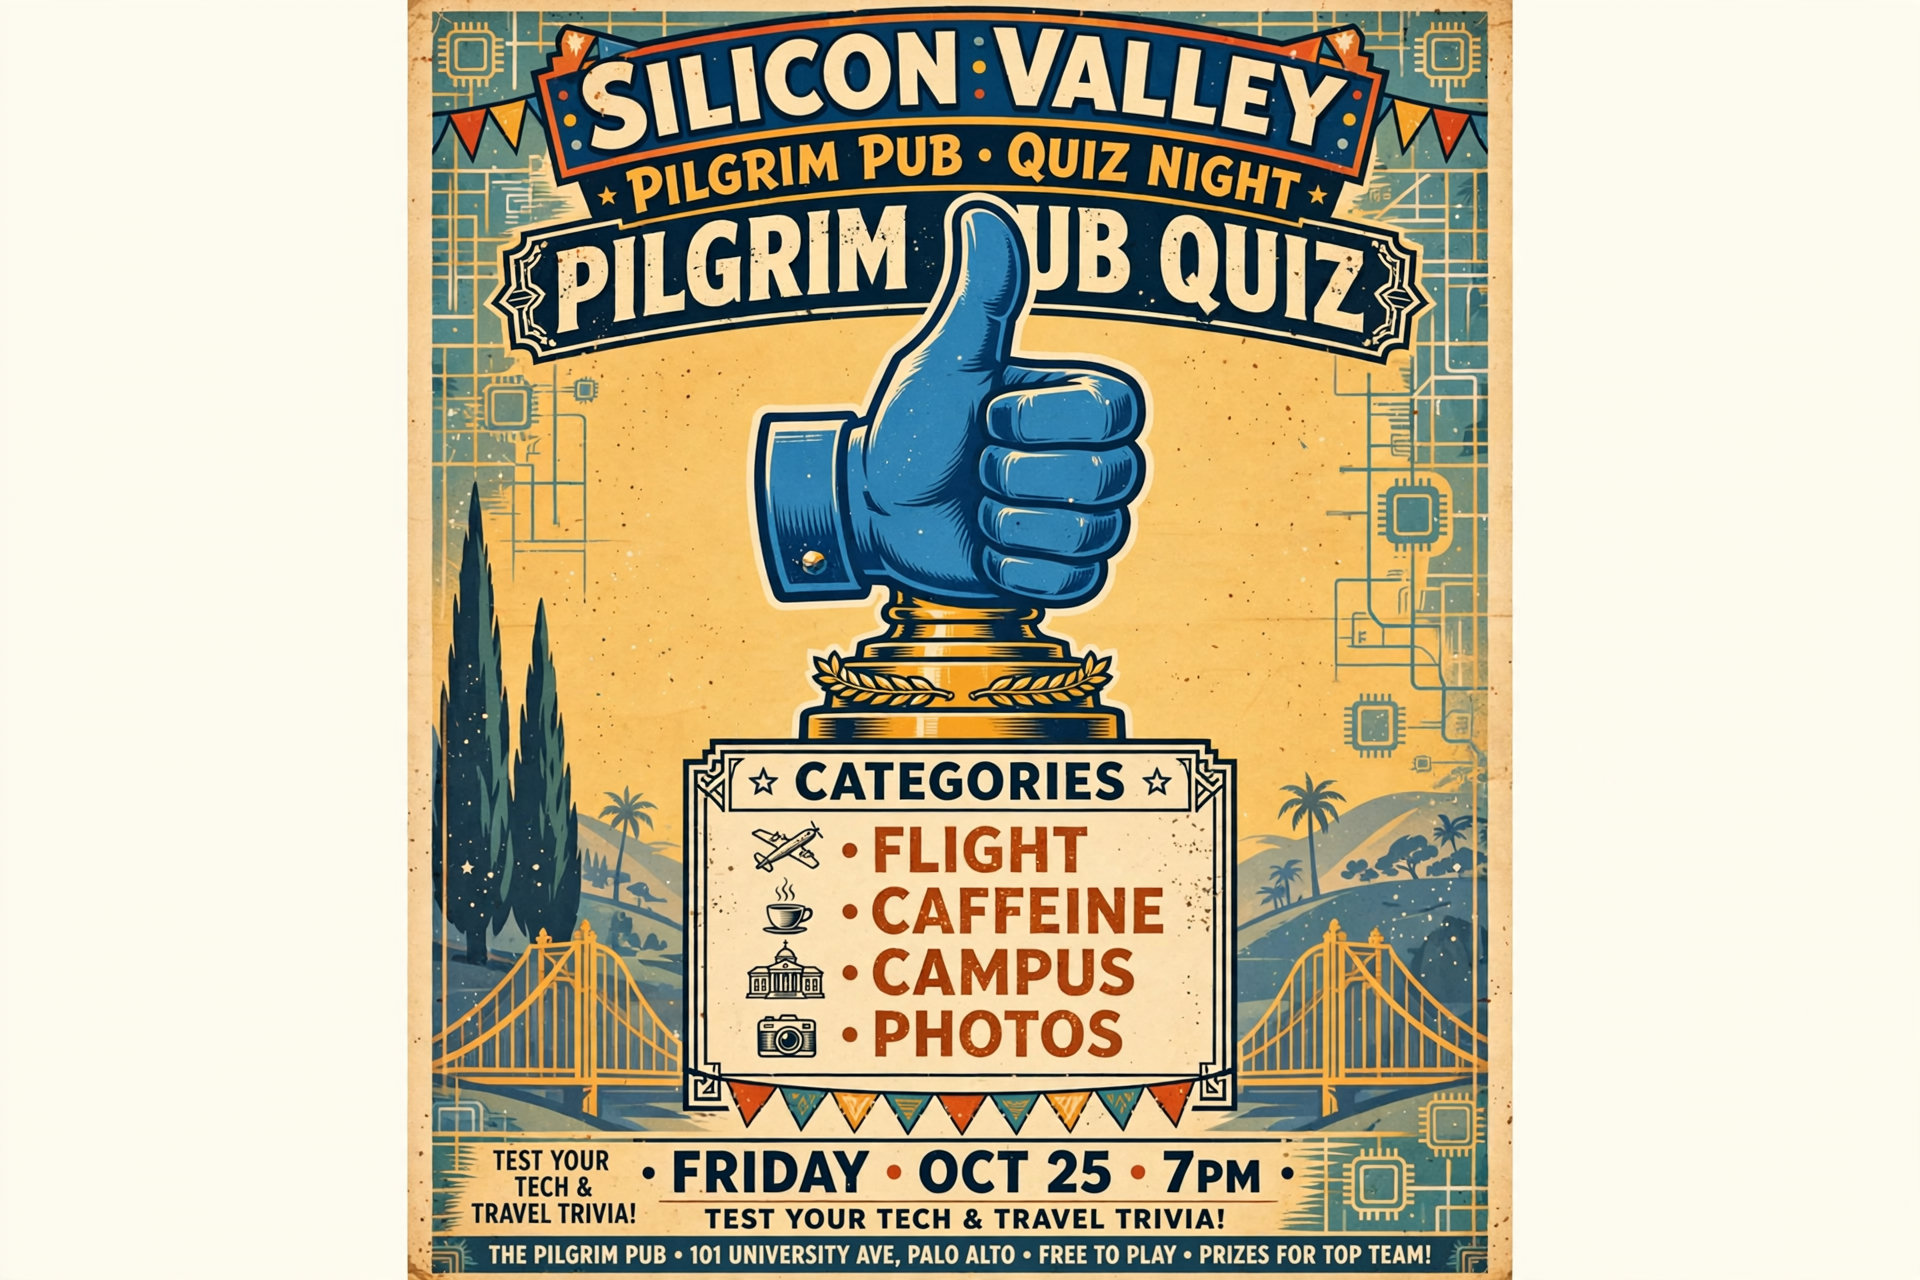 SILICON VALLEY
PILGRIM PUB • QUIZ NIGHT
PILGRIM UB QUIZ
CATEGORIES
• FLIGHT
• CAFFEINE
• CAMPUS
• PHOTOS
TEST YOUR
TECH &
TRAVEL TRIVIA!
• FRIDAY • OCT 25 • 7PM •
TEST YOUR TECH & TRAVEL TRIVIA!
THE PILGRIM PUB • 101 UNIVERSITY AVE, PALO ALTO • FREE TO PLAY • PRIZES FOR TOP TEAM!